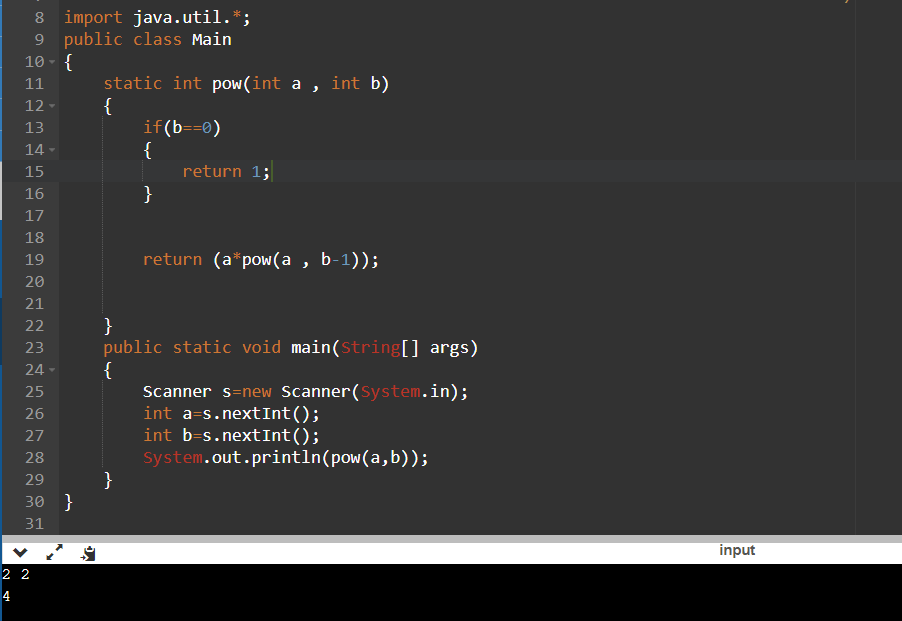 8 import java.util.*;
9 public class Main
10 {
11 static int pow(int a , int b)
12 {
13 if(b==0)
14 {
15 return 1;
16 }
17
18
19 return (a*pow(a , b-1));
20
21
22 }
23 public static void main(String[] args)
24 {
25 Scanner s=new Scanner(System.in);
26 int a=s.nextInt();
27 int b=s.nextInt();
28 System.out.println(pow(a,b));
29 }
30 }
31
input
2 2
4